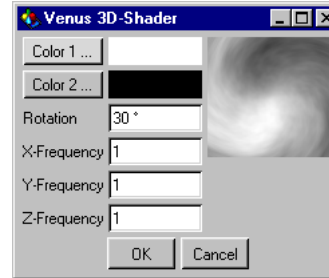 Venus 3D-Shader
Color 1 ...
Color 2 ...
Rotation 30 °
X-Frequency 1
Y-Frequency 1
Z-Frequency 1
OK Cancel